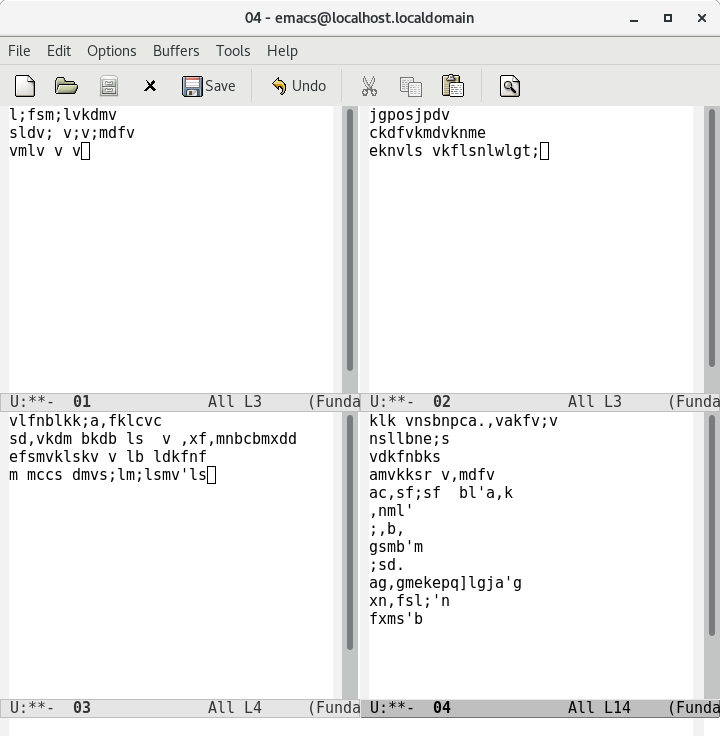 04 - emacs@localhost.localdomain
File Edit Options Buffers Tools Help
Save Undo
l;fsm;lvkdmv
sldv; v;v;mdfv
vmlv v v
U:**- 01 All L3 (Funda
jgposjpdv
ckdfvkmdvknme
eknvls vkflsnlwlgt;
U:**- 02 All L3 (Funda
vlfnblkk;a,fklcvc
sd,vkdm bkdb ls  v ,xf,mnbcbmxdd
efsmvklskv v lb ldkfnf
m mccs dmvs;lm;lsmv'ls
U:**- 03 All L4 (Funda
klk vnsbnpca.,vakfv;v
nsllbne;s
vdkfnbks
amvkksr v,mdfv
ac,sf;sf  bl'a,k
,nml'
;,b,
gsmb'm
;sd.
ag,gmekepq]lgja'g
xn,fsl;'n
fxms'b
U:**- 04 All L14 (Funda